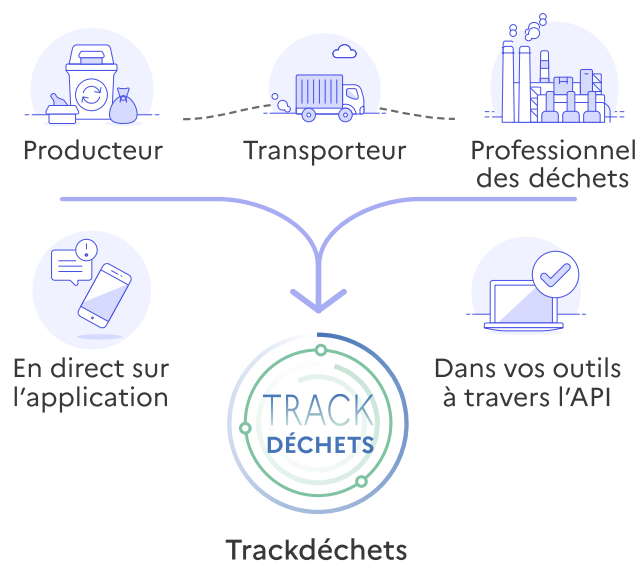 Producteur
Transporteur
Professionnel
des déchets
En direct sur
l'application
Dans vos outils
à travers l'API
TRACK
DÉCHETS
Trackdéchets